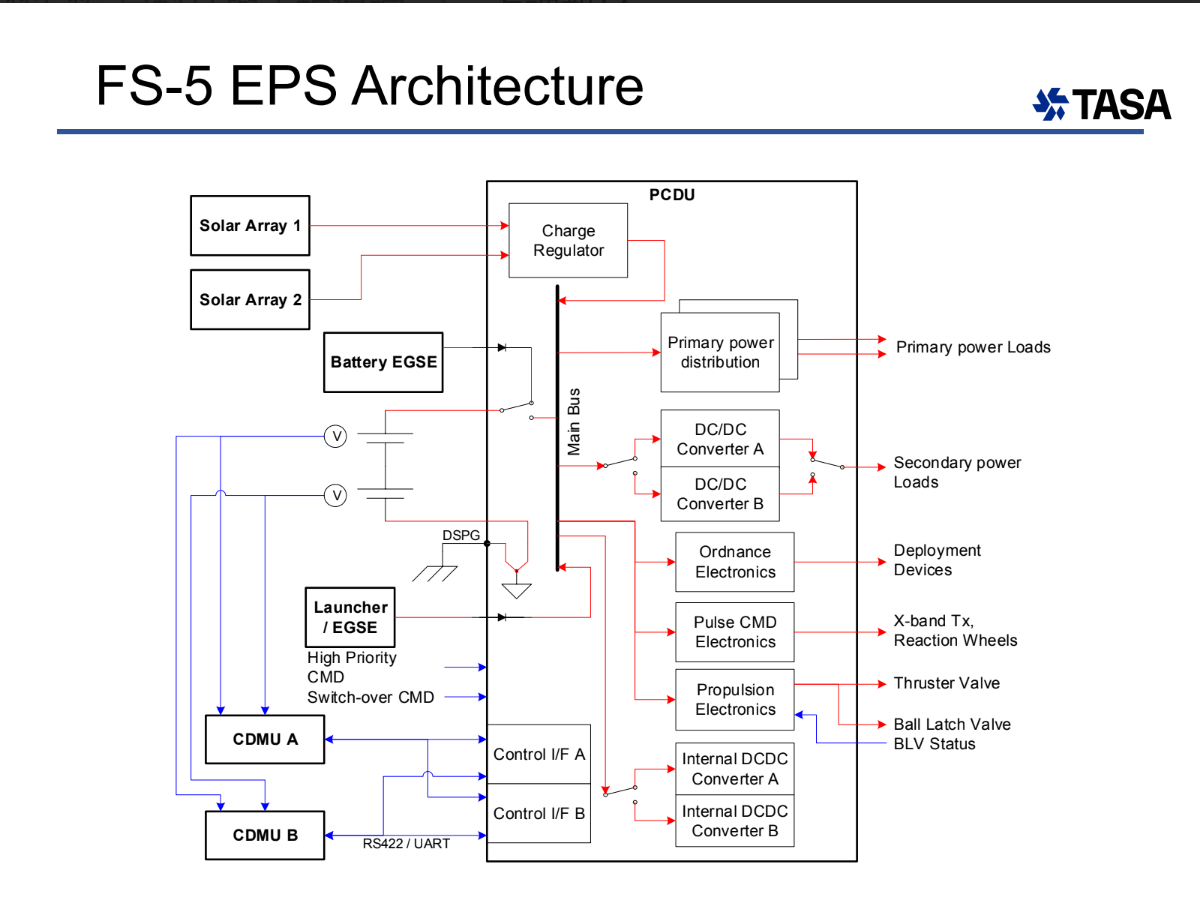 FS-5 EPS Architecture
TASA
PCDU
Solar Array 1
Charge
Regulator
Solar Array 2
Battery EGSE
Primary power
distribution
Primary power Loads
Main Bus
V
V
DC/DC
Converter A
DC/DC
Converter B
Secondary power
Loads
DSPG
Ordnance
Electronics
Deployment
Devices
Launcher
/ EGSE
Pulse CMD
Electronics
X-band Tx,
Reaction Wheels
High Priority
CMD
Switch-over CMD
Propulsion
Electronics
Thruster Valve
Ball Latch Valve
BLV Status
CDMU A
Control I/F A
Control I/F B
Internal DCDC
Converter A
Internal DCDC
Converter B
CDMU B
RS422 / UART